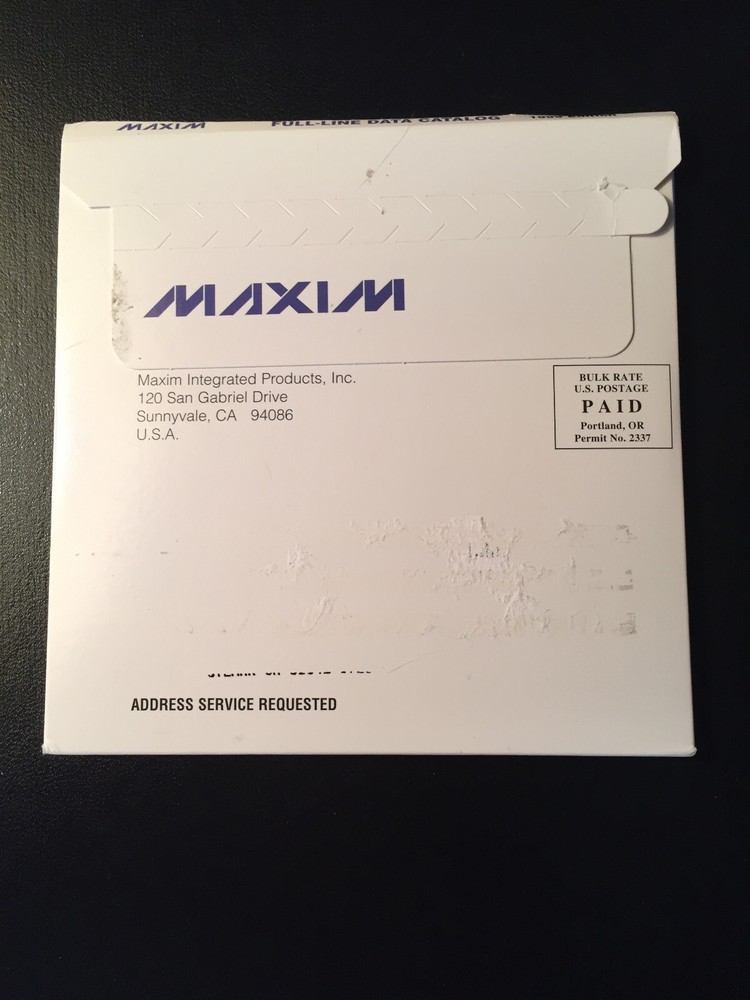 MAXIM FULL-LINE DATA CATALOG
MAXIM
Maxim Integrated Products, Inc.
120 San Gabriel Drive
Sunnyvale, CA 94086
U.S.A.
BULK RATE
U.S. POSTAGE
PAID
Portland, OR
Permit No. 2337
ADDRESS SERVICE REQUESTED